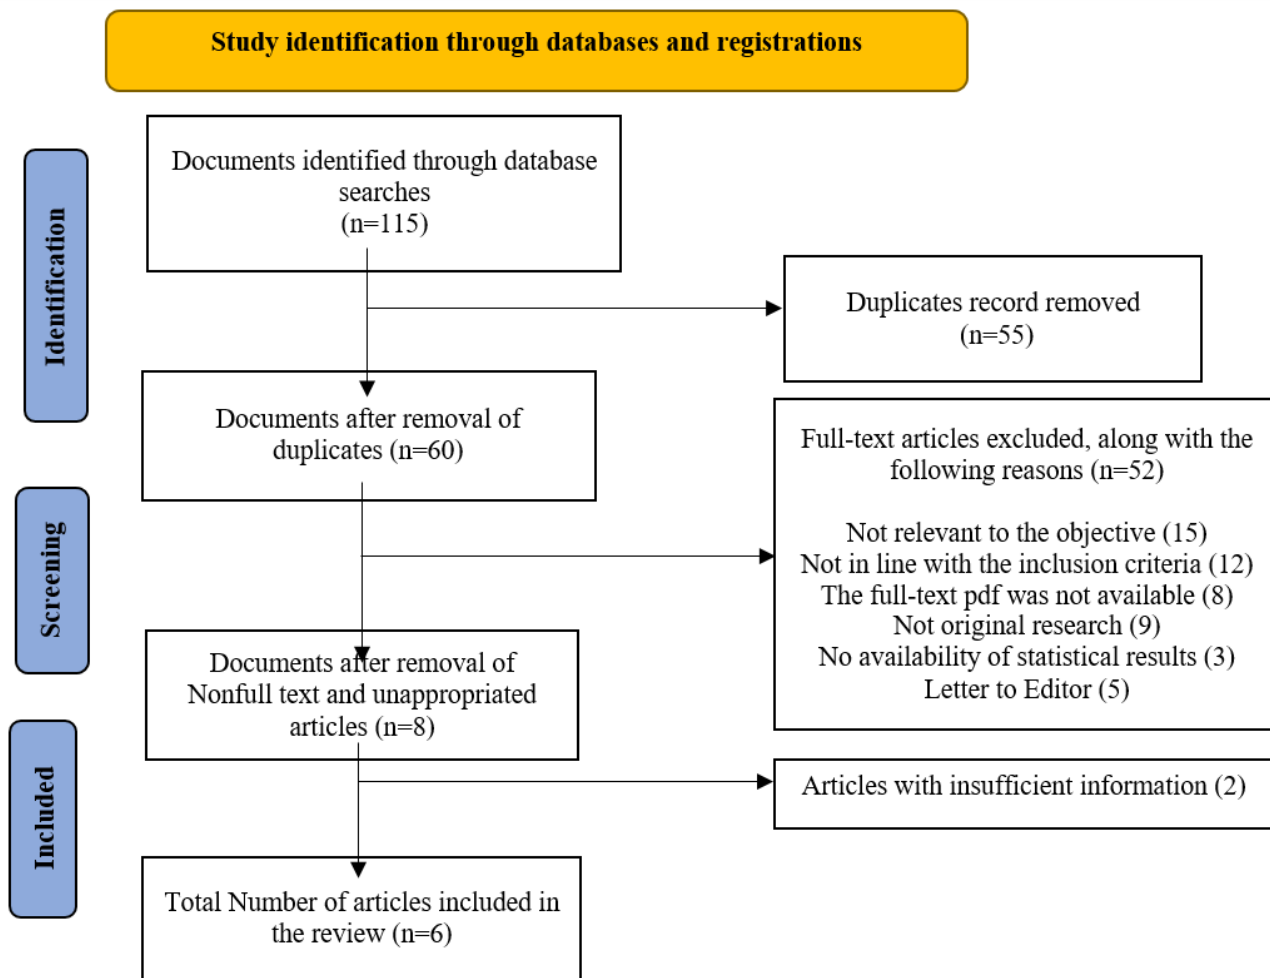 Study identification through databases and registrations
Identification
Documents identified through database
searches
(n=115)
Duplicates record removed
(n=55)
Documents after removal of
duplicates (n=60)
Full-text articles excluded, along with the
following reasons (n=52)
Not relevant to the objective (15)
Not in line with the inclusion criteria (12)
The full-text pdf was not available (8)
Not original research (9)
No availability of statistical results (3)
Letter to Editor (5)
Screening
Documents after removal of
Nonfull text and unappropriated
articles (n=8)
Included
Articles with insufficient information (2)
Total Number of articles included in
the review (n=6)